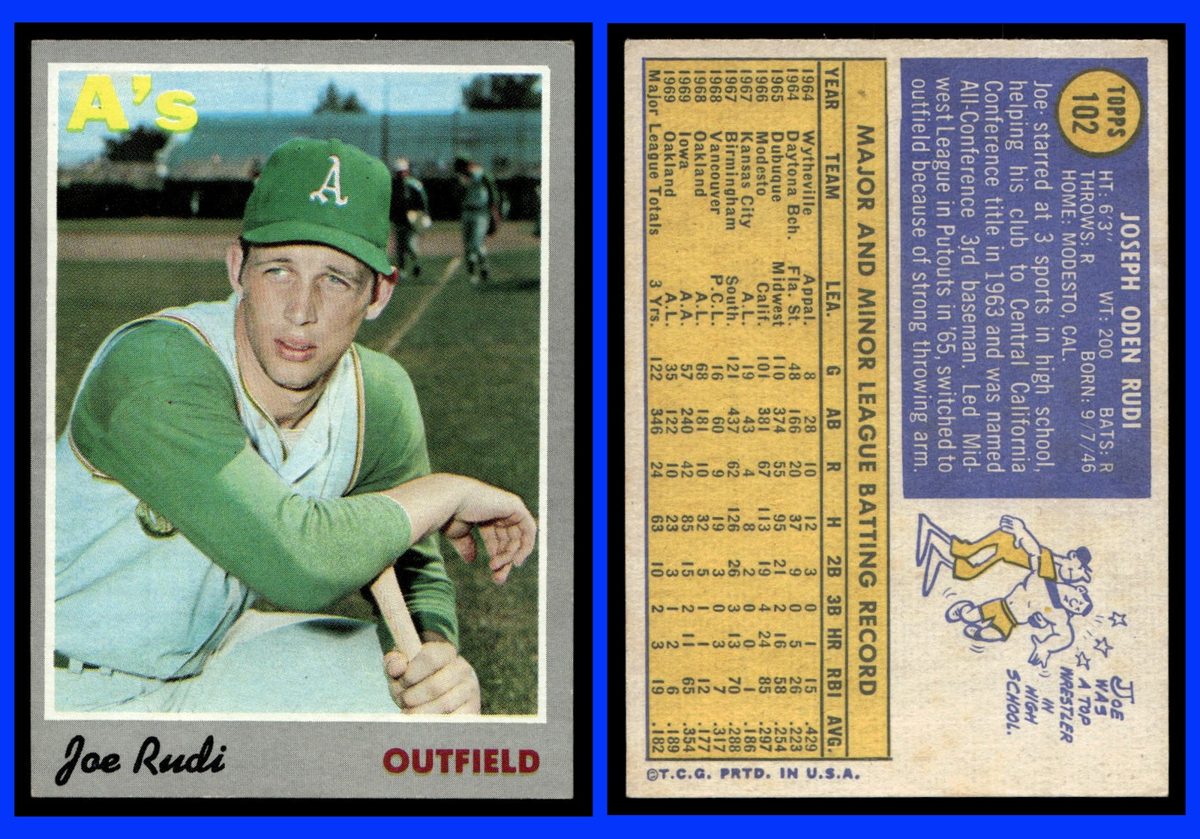 A's
A
Joe Rudi
OUTFIELD
TOPPS
102
JOSEPH ODEN RUDI
HT: 6'3" WT: 200 BATS: R
THROWS: R BORN: 9/7/46
HOME: MODESTO, CAL.
Joe starred at 3 sports in high school,
helping his club to Central California
Conference title in 1963 and was named
All-Conference 3rd baseman. Led Mid
west League in Putouts in '65, switched to
outfield because of strong throwing arm.
JOE
WAS
A TOP
WRESTLER
IN
HIGH
SCHOOL.
MAJOR AND MINOR LEAGUE BATTING RECORD
YEAR TEAM LEA. G AB R H 2B 3B HR RBI AVG.
1964 Wytheville Appal. 8 28 10 12 3 0 1 15 .429
1964 Daytona Bch. Fla. St 48 166 20 37 9 0 5 26 .223
1965 Dubuque Midwest 110 374 55 95 21 2 16 58 .254
1966 Modesto Calif. 101 381 67 113 19 4 24 85 .297
1967 Kansas City A.L. 19 43 4 8 2 0 0 1 .186
1967 Birmingham South. 121 437 62 126 26 3 13 70 .288
1968 Vancouver P.C.L. 16 60 9 19 3 0 1 7 .317
1968 Oakland A.L. 68 181 10 32 5 1 1 12 .177
1969 Iowa A.A. 57 240 42 85 15 1 11 65 .354
1969 Oakland A.L. 35 122 10 23 3 1 2 6 .189
Major League Totals 3 Yrs. 122 346 24 63 10 2 3 19 .182
©T.C.G. PRTD. IN U.S.A.